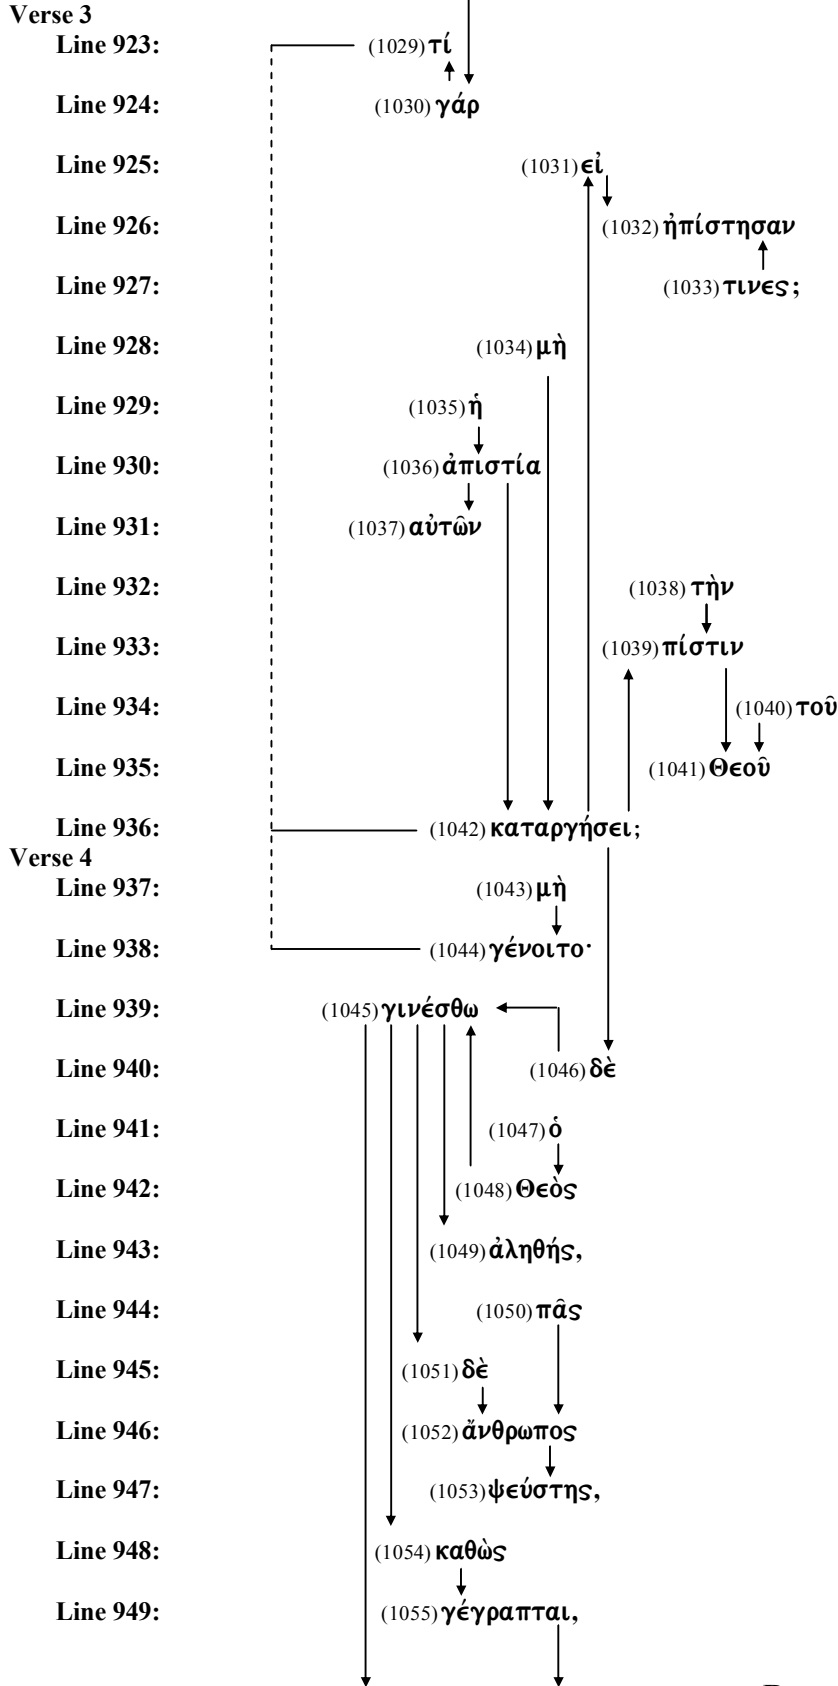 Verse 3
Line 923: (1029) τί
Line 924: (1030) γάρ
Line 925: (1031) εἰ
Line 926: (1032) ἠπίστησαν
Line 927: (1033) τινες;
Line 928: (1034) μὴ
Line 929: (1035) ἡ
Line 930: (1036) ἀπιστία
Line 931: (1037) αὐτῶν
Line 932: (1038) τὴν
Line 933: (1039) πίστιν
Line 934: (1040) τοῦ
Line 935: (1041) Θεοῦ
Line 936: (1042) καταργήσει;
Verse 4
Line 937: (1043) μὴ
Line 938: (1044) γένοιτο·
Line 939: (1045) γινέσθω
Line 940: (1046) δὲ
Line 941: (1047) ὁ
Line 942: (1048) Θεὸς
Line 943: (1049) ἀληθής,
Line 944: (1050) πᾶς
Line 945: (1051) δὲ
Line 946: (1052) ἄνθρωπος
Line 947: (1053) ψεύστης,
Line 948: (1054) καθὼς
Line 949: (1055) γέγραπται,